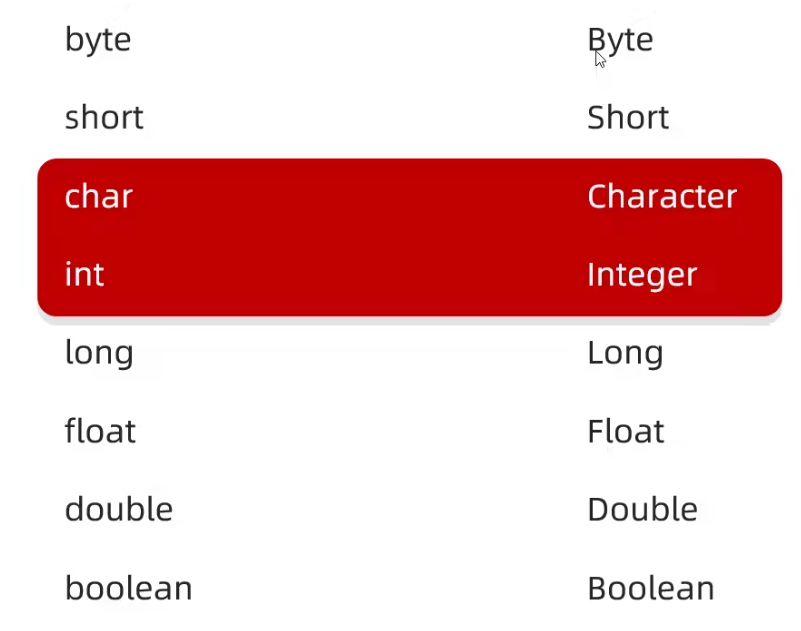 byte Byte
short Short
char Character
int Integer
long Long
float Float
double Double
boolean Boolean